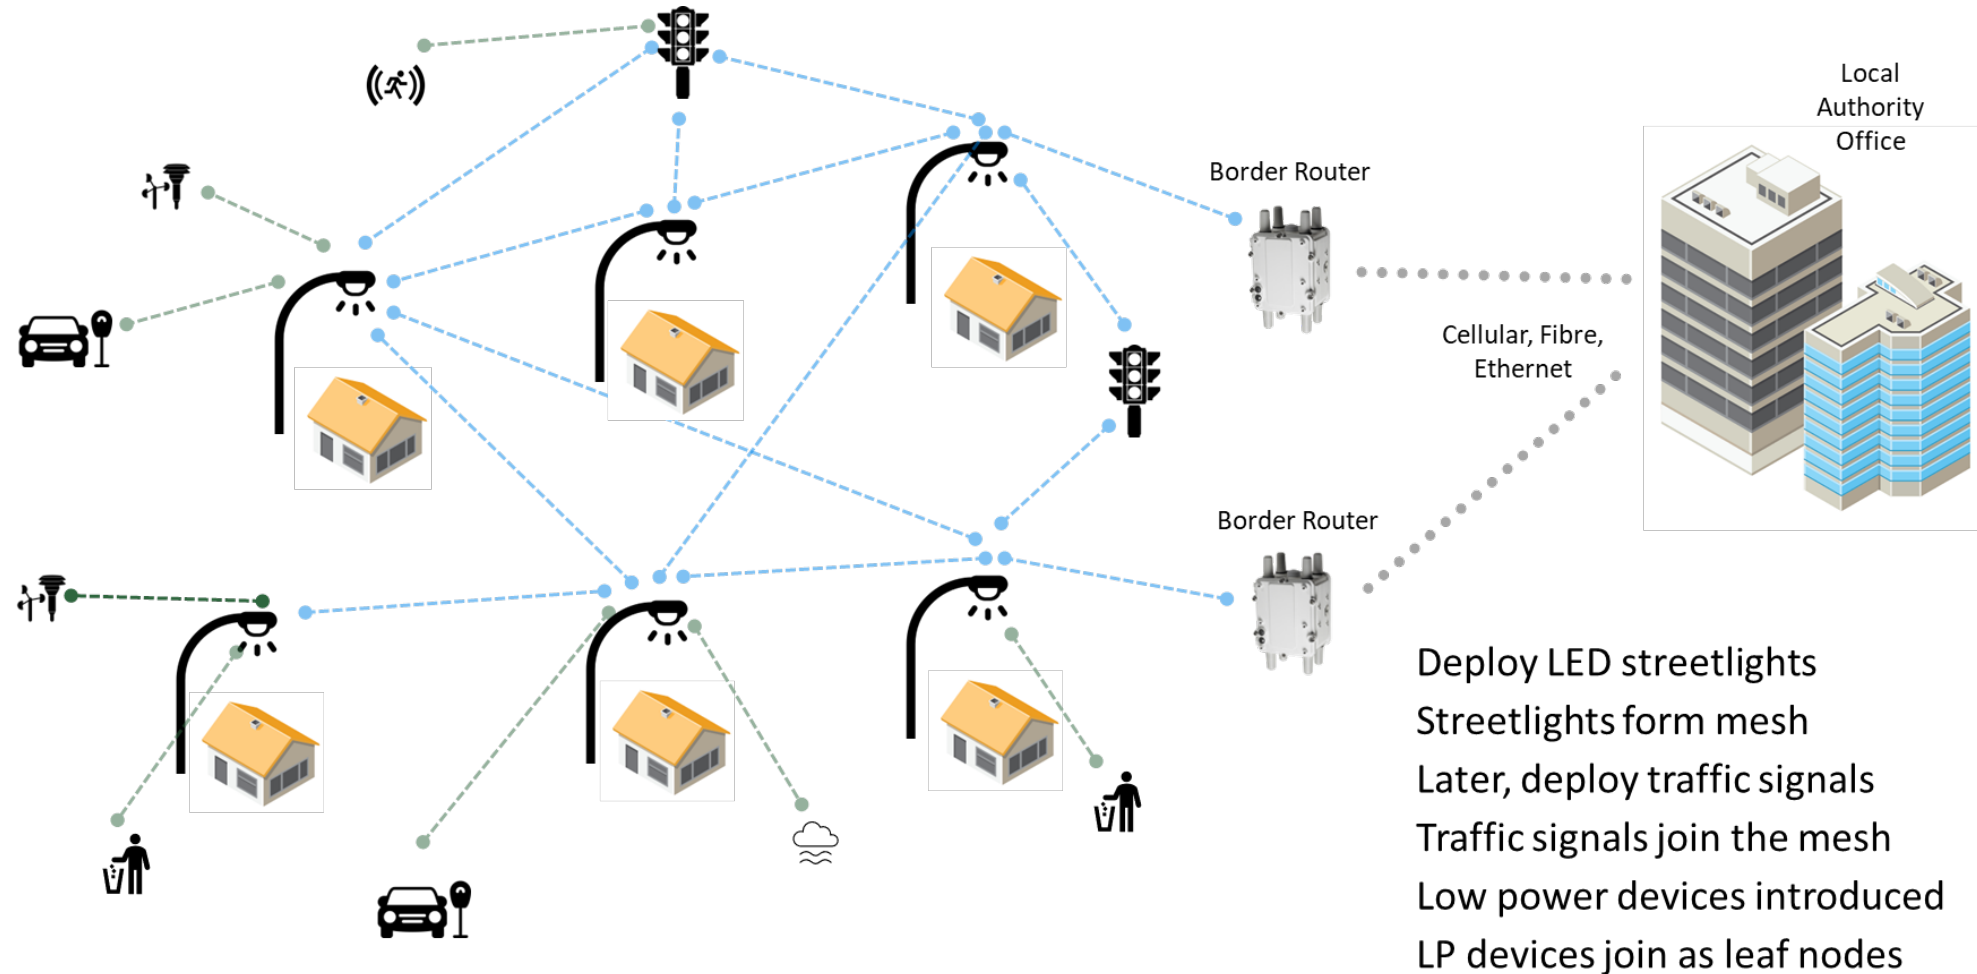 Local
Authority
Office
Border Router
Cellular, Fibre,
Ethernet
Border Router
Deploy LED streetlights
Streetlights form mesh
Later, deploy traffic signals
Traffic signals join the mesh
Low power devices introduced
LP devices join as leaf nodes